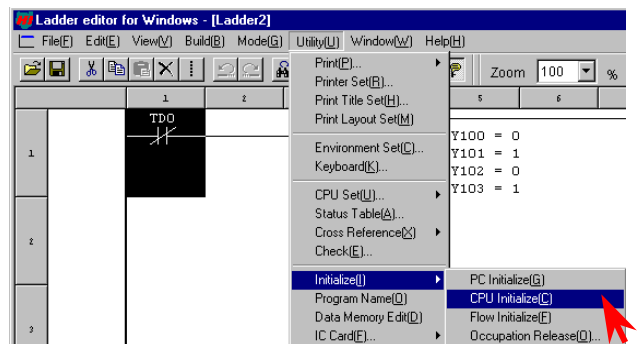 Ladder editor for Windows - [Ladder2]
File(F) Edit(E) View(V) Build(B) Mode(G) Utility(U) Window(W) Help(H)
Zoom 100 %
1 2 5 6
TD0
1
2
3
Print(P)...
Printer Set(R)...
Print Title Set(H)...
Print Layout Set(M)
Environment Set(C)...
Keyboard(K)...
CPU Set(U)...
Status Table(A)...
Cross Reference(X)
Check(E)...
Initialize(I)
Program Name(O)
Data Memory Edit(D)
IC Card(F)...
Y100 = 0
Y101 = 1
Y102 = 0
Y103 = 1
PC Initialize(G)
CPU Initialize(C)
Flow Initialize(F)
Occupation Release(O)...